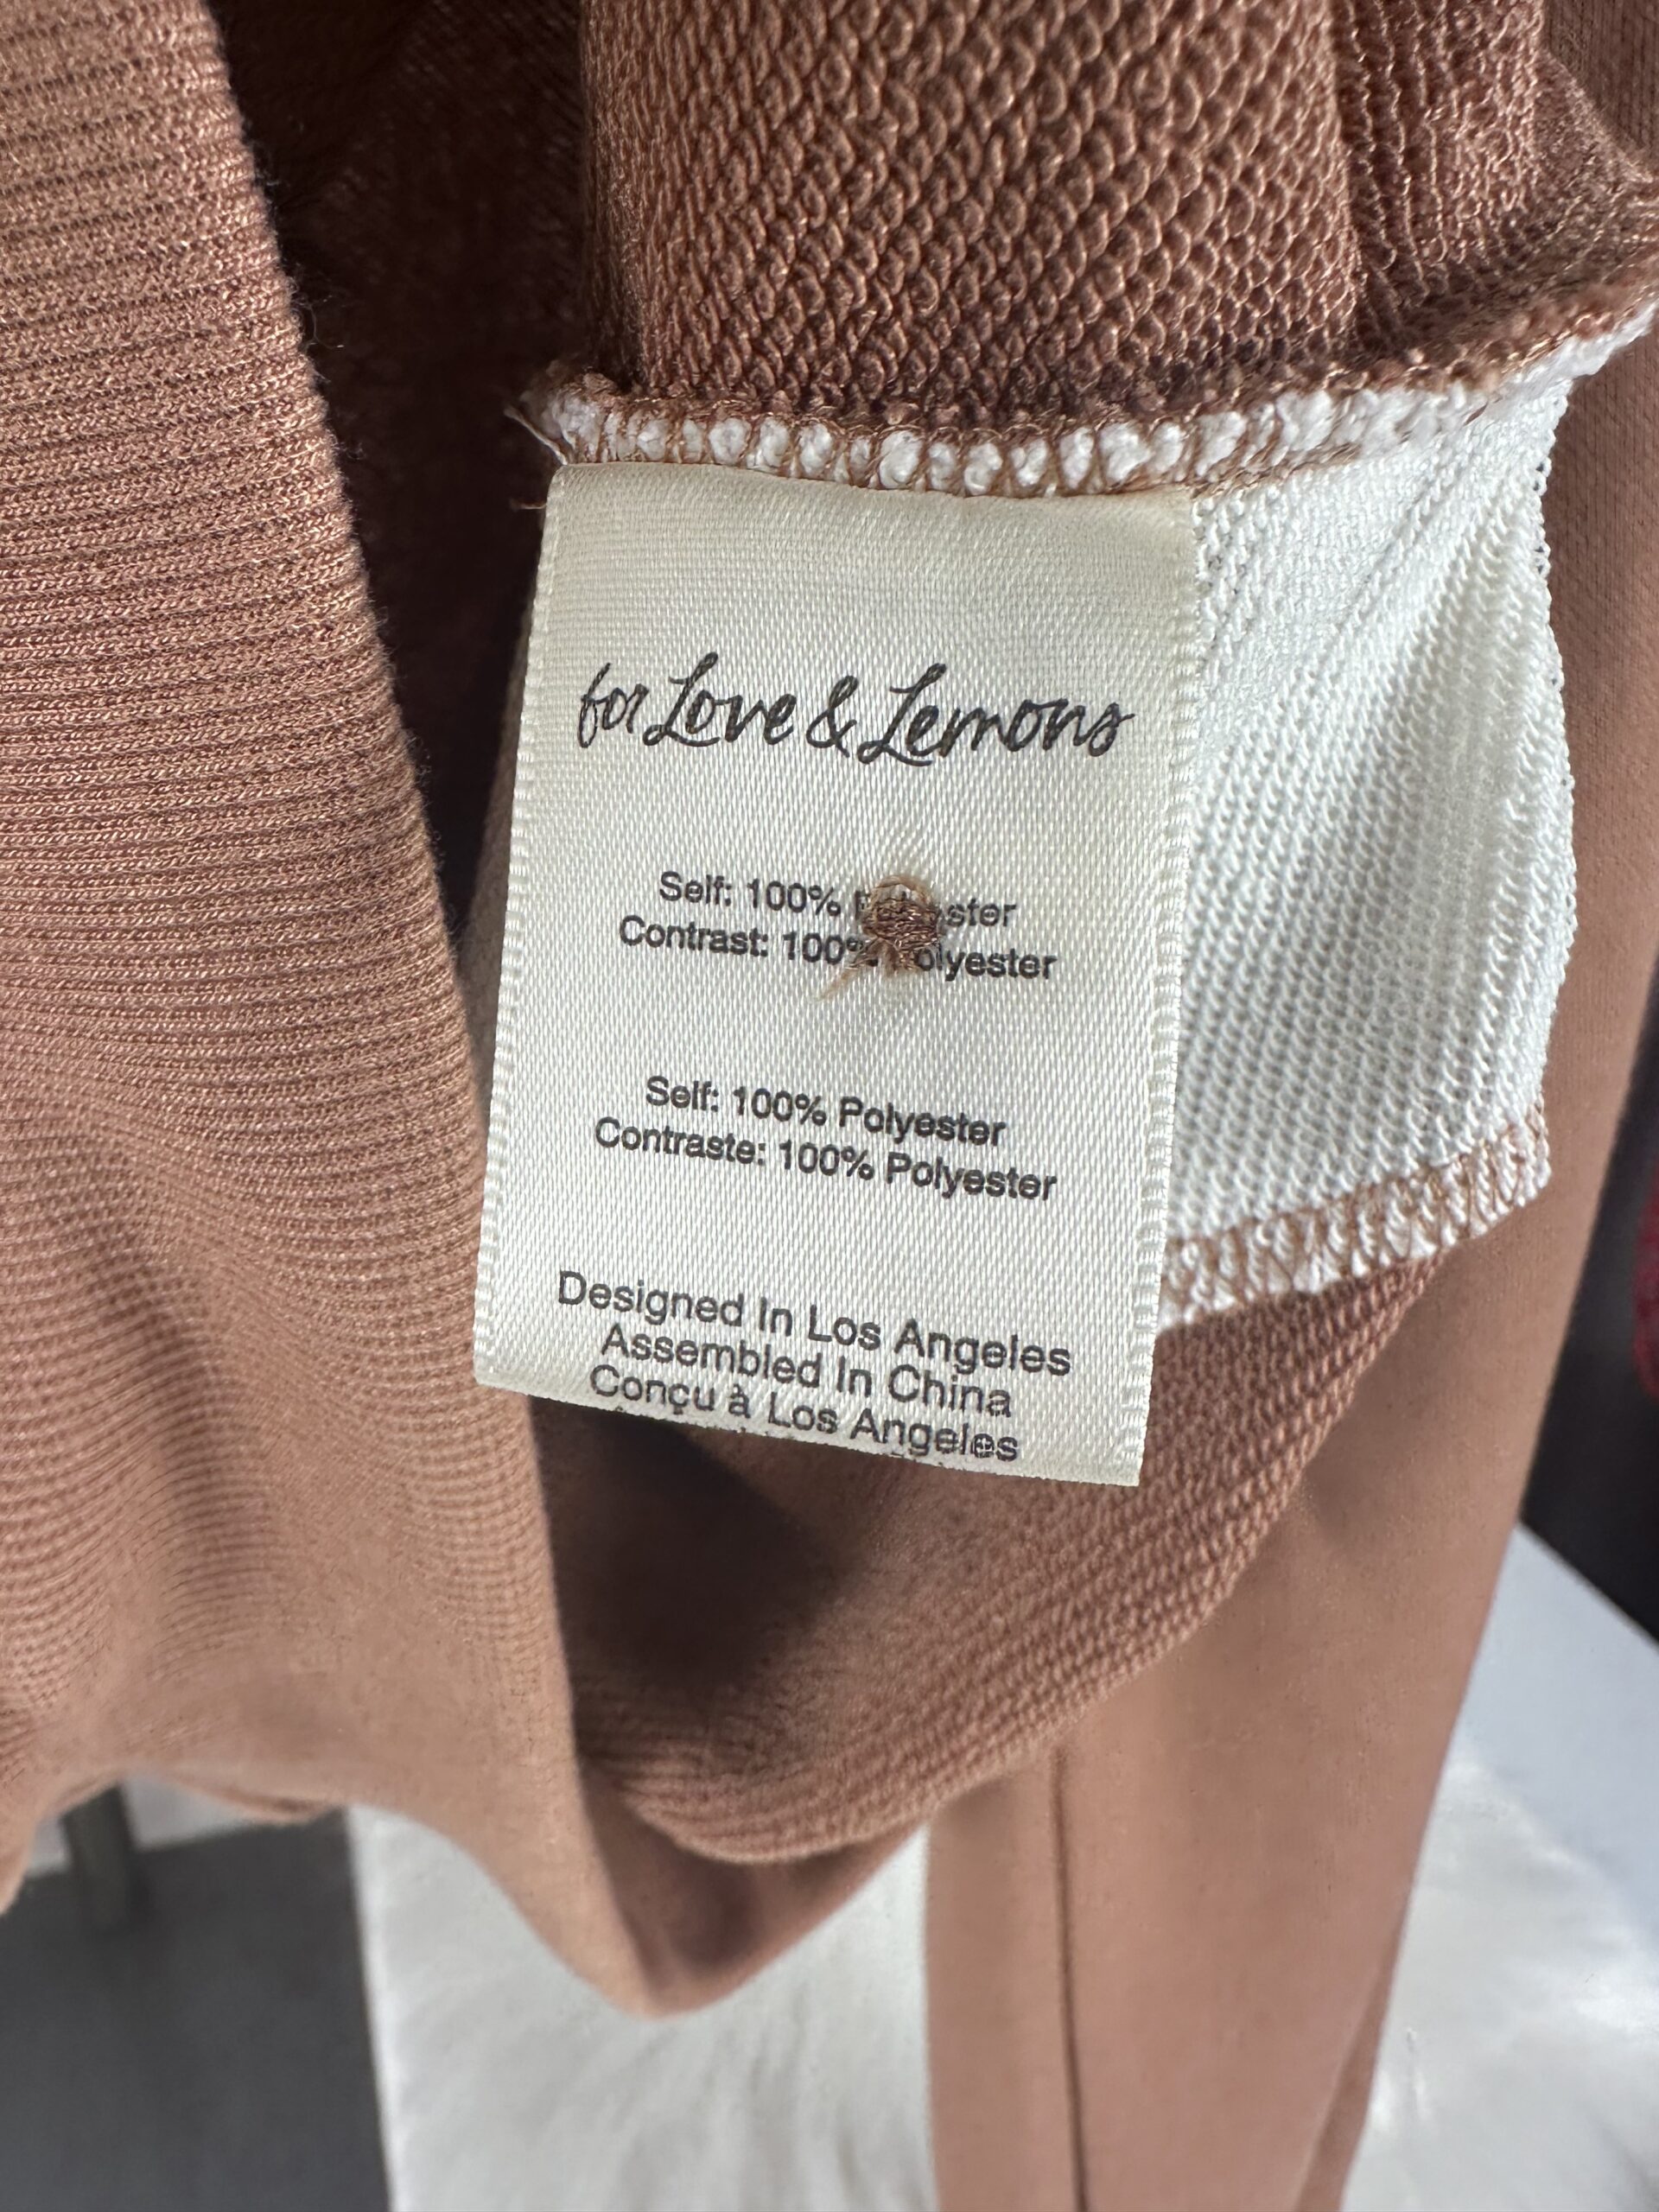 for Love & Lemons
Self: 100%
Contrast: 100% Polyester
Self: 100% Polyester
Contraste: 100% Polyester
Designed In Los Angeles
Assembled In China
Conçu à Los Angeles